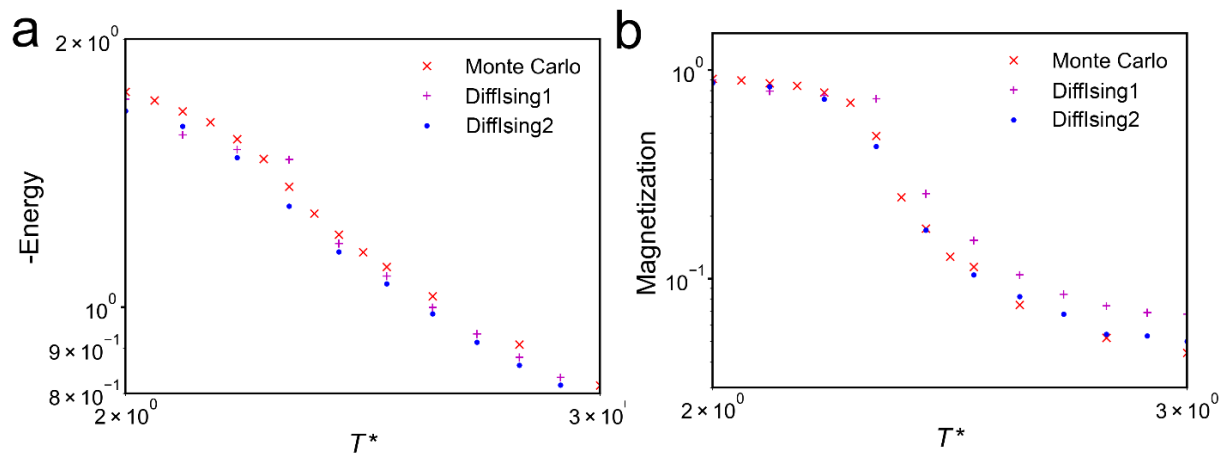 a
2 × 10⁰
Monte Carlo
DiffIsing1
DiffIsing2
-Energy
10⁰
9 × 10⁻¹
8 × 10⁻¹
2 × 10⁰
3 × 10
T*
b
10⁰
Monte Carlo
DiffIsing1
DiffIsing2
Magnetization
10⁻¹
2 × 10⁰
3 × 10⁰
T*